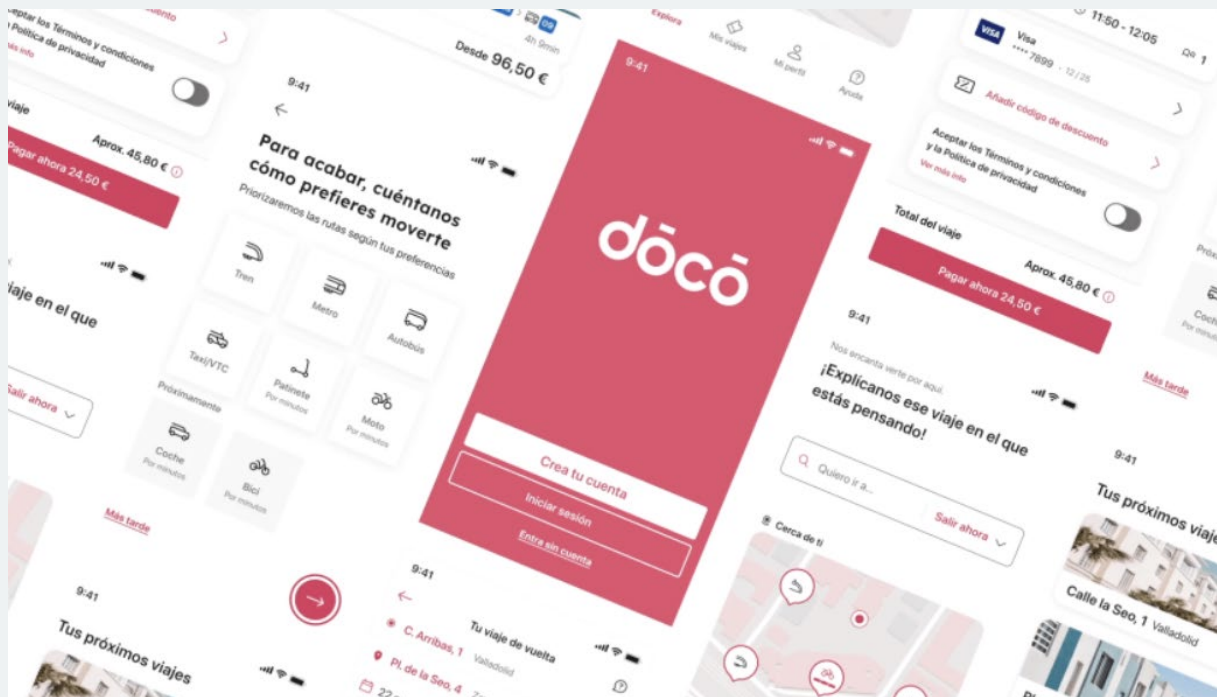 cuento
Aceptar los Términos y condiciones
y la Política de privacidad
más info
viaje
Aprox. 45,80 €
Pagar ahora 24,50 €
viaje en el que
Salir ahora
09
4h 9min
Desde 96,50 €
9:41
Para acabar, cuéntanos
cómo prefieres moverte
Priorizaremos las rutas según tus preferencias
Tren
Metro
Autobús
Taxi/VTC
Patinete
Por minutos
Moto
Por minutos
Próximamente
Coche
Por minutos
Bici
Por minutos
Más tarde
9:41
Tus próximos viajes
Explora
Mis viajes
Mi perfil
Ayuda
9:41
dōcō
Crea tu cuenta
Iniciar sesión
Entra sin cuenta
9:41
Tu viaje de vuelta
C. Arribas, 1 Valladolid
Pl. de la Seo, 4
22
11:50 - 12:05
1
VISA
Visa
•••• 7899 - 12/25
Añadir código de descuento
Aceptar los Términos y condiciones
y la Política de privacidad
Ver más info
Total del viaje
Aprox. 45,80 €
Pagar ahora 24,50 €
9:41
Nos encanta verte por aquí.
¡Explícanos ese viaje en el que
estás pensando!
Quiero ir a...
Salir ahora
Cerca de ti
Más tarde
9:41
Tus próximos viaje
Calle la Seo, 1 Valladolid